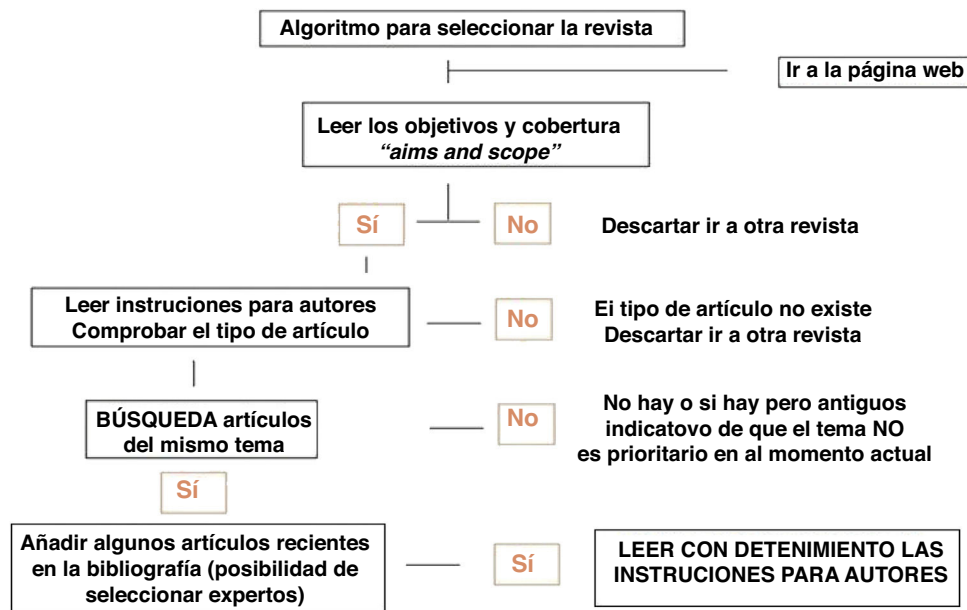 Algoritmo para seleccionar la revista
Ir a la página web
Leer los objetivos y cobertura
“aims and scope”
Sí
No
Descartar ir a otra revista
Leer instruciones para autores
Comprobar el tipo de artículo
No
Ei tipo de artículo no existe
Descartar ir a otra revista
BÚSQUEDA artículos
del mismo tema
No
No hay o si hay pero antiguos
indicatovo de que el tema NO
es prioritario en al momento actual
Sí
Añadir algunos artículos recientes
en la bibliografía (posibilidad de
seleccionar expertos)
Sí
LEER CON DETENIMIENTO LAS
INSTRUCIONES PARA AUTORES